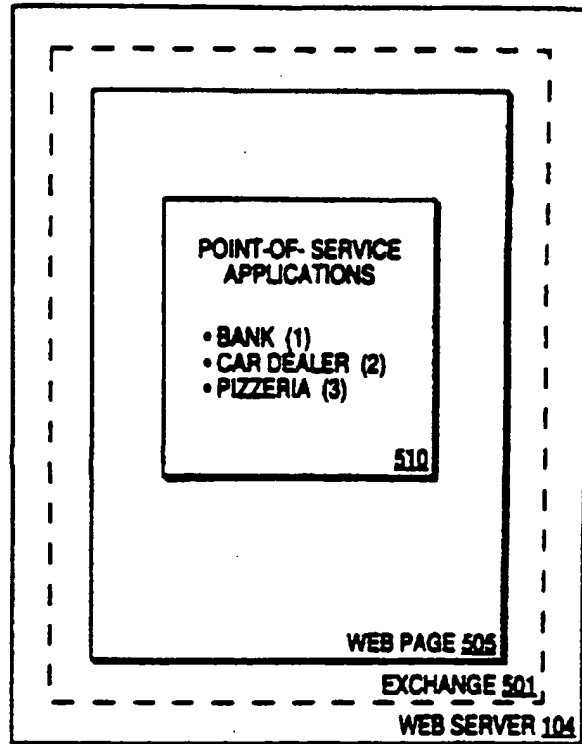 POINT-OF- SERVICE
APPLICATIONS
• BANK (1)
• CAR DEALER (2)
• PIZZERIA (3)
510
WEB PAGE 505
EXCHANGE 501
WEB SERVER 104